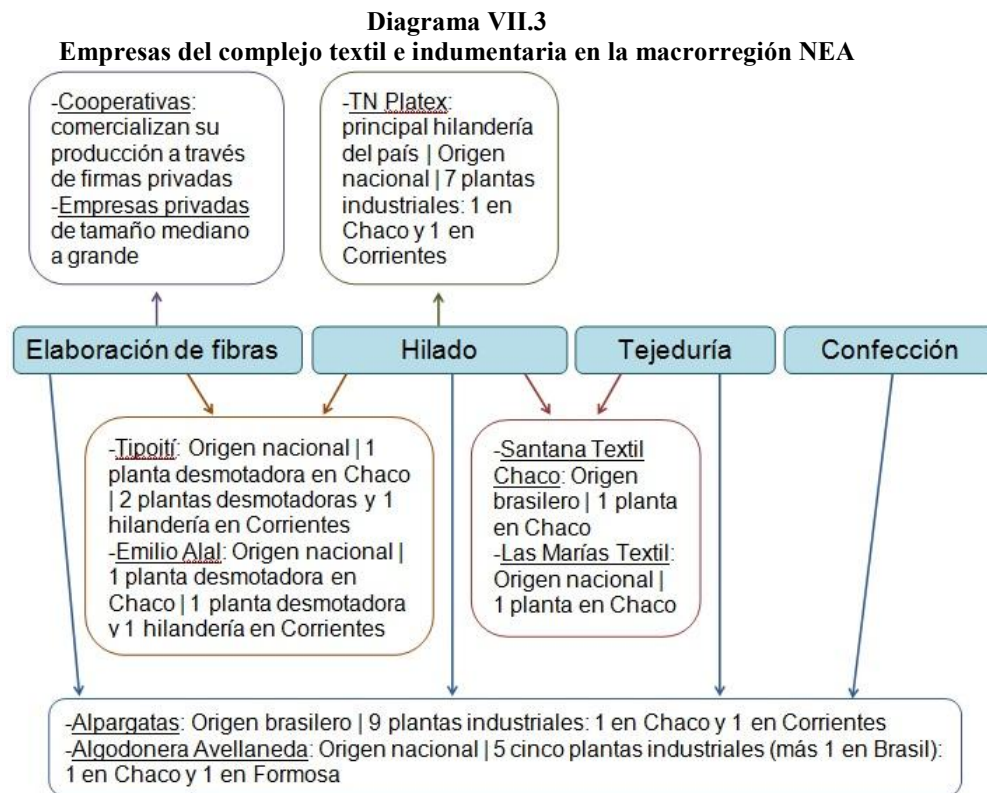 Diagrama VII.3
Empresas del complejo textil e indumentaria en la macrorregión NEA
-Cooperativas:
comercializan su
producción a través
de firmas privadas
-Empresas privadas
de tamaño mediano
a grande
-TN Platex:
principal hilandería
del país | Origen
nacional | 7 plantas
industriales: 1 en
Chaco y 1 en
Corrientes
Elaboración de fibras
Hilado
Tejeduría
Confección
-Tipoití: Origen nacional | 1
planta desmotadora en Chaco
| 2 plantas desmotadoras y 1
hilandería en Corrientes
-Emilio Alal: Origen nacional |
1 planta desmotadora en
Chaco | 1 planta desmotadora
y 1 hilandería en Corrientes
-Santana Textil
Chaco: Origen
brasilero | 1 planta
en Chaco
-Las Marías Textil:
Origen nacional |
1 planta en Chaco
-Alpargatas: Origen brasilero | 9 plantas industriales: 1 en Chaco y 1 en Corrientes
-Algodonera Avellaneda: Origen nacional | 5 cinco plantas industriales (más 1 en Brasil):
1 en Chaco y 1 en Formosa